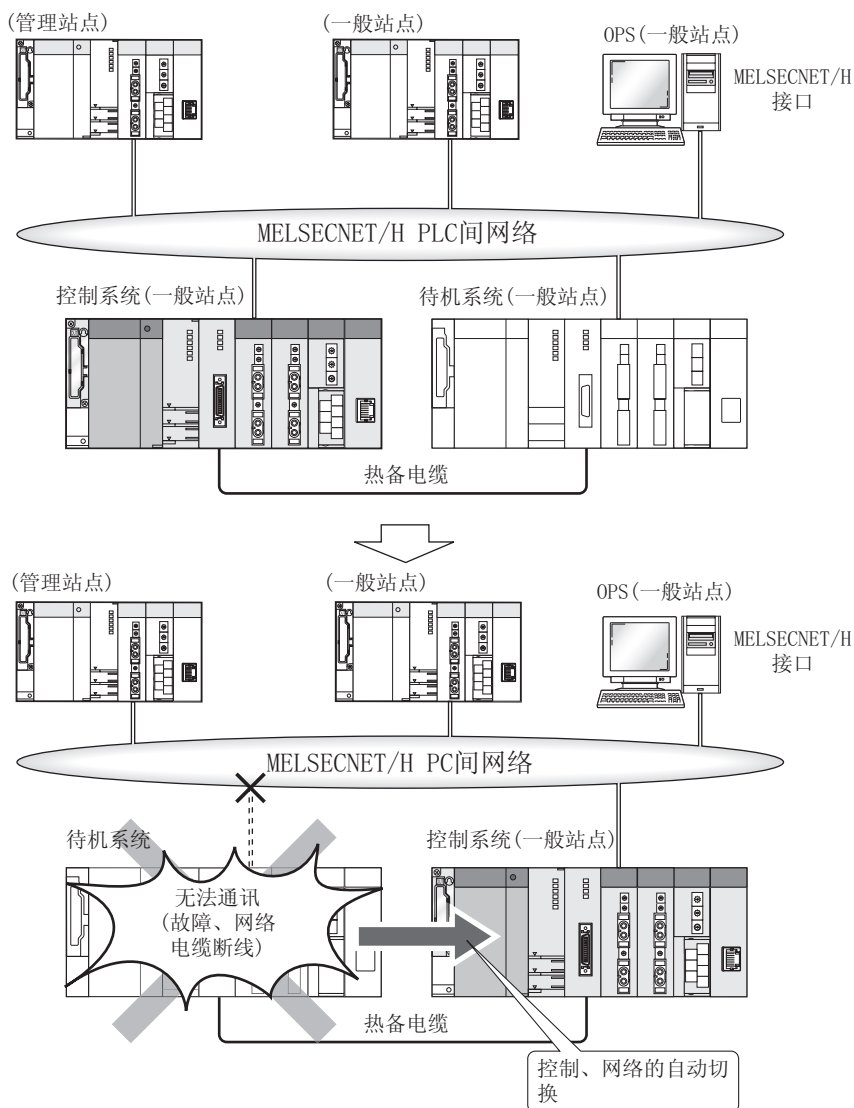 (管理站点)
(一般站点)
OPS(一般站点)
MELSECNET/H
接口
MELSECNET/H PLC间网络
控制系统(一般站点)
待机系统(一般站点)
热备电缆
(管理站点)
(一般站点)
OPS(一般站点)
MELSECNET/H
接口
MELSECNET/H PC间网络
待机系统
控制系统(一般站点)
无法通讯
(故障、网络
电缆断线)
热备电缆
控制、网络的自动切
换